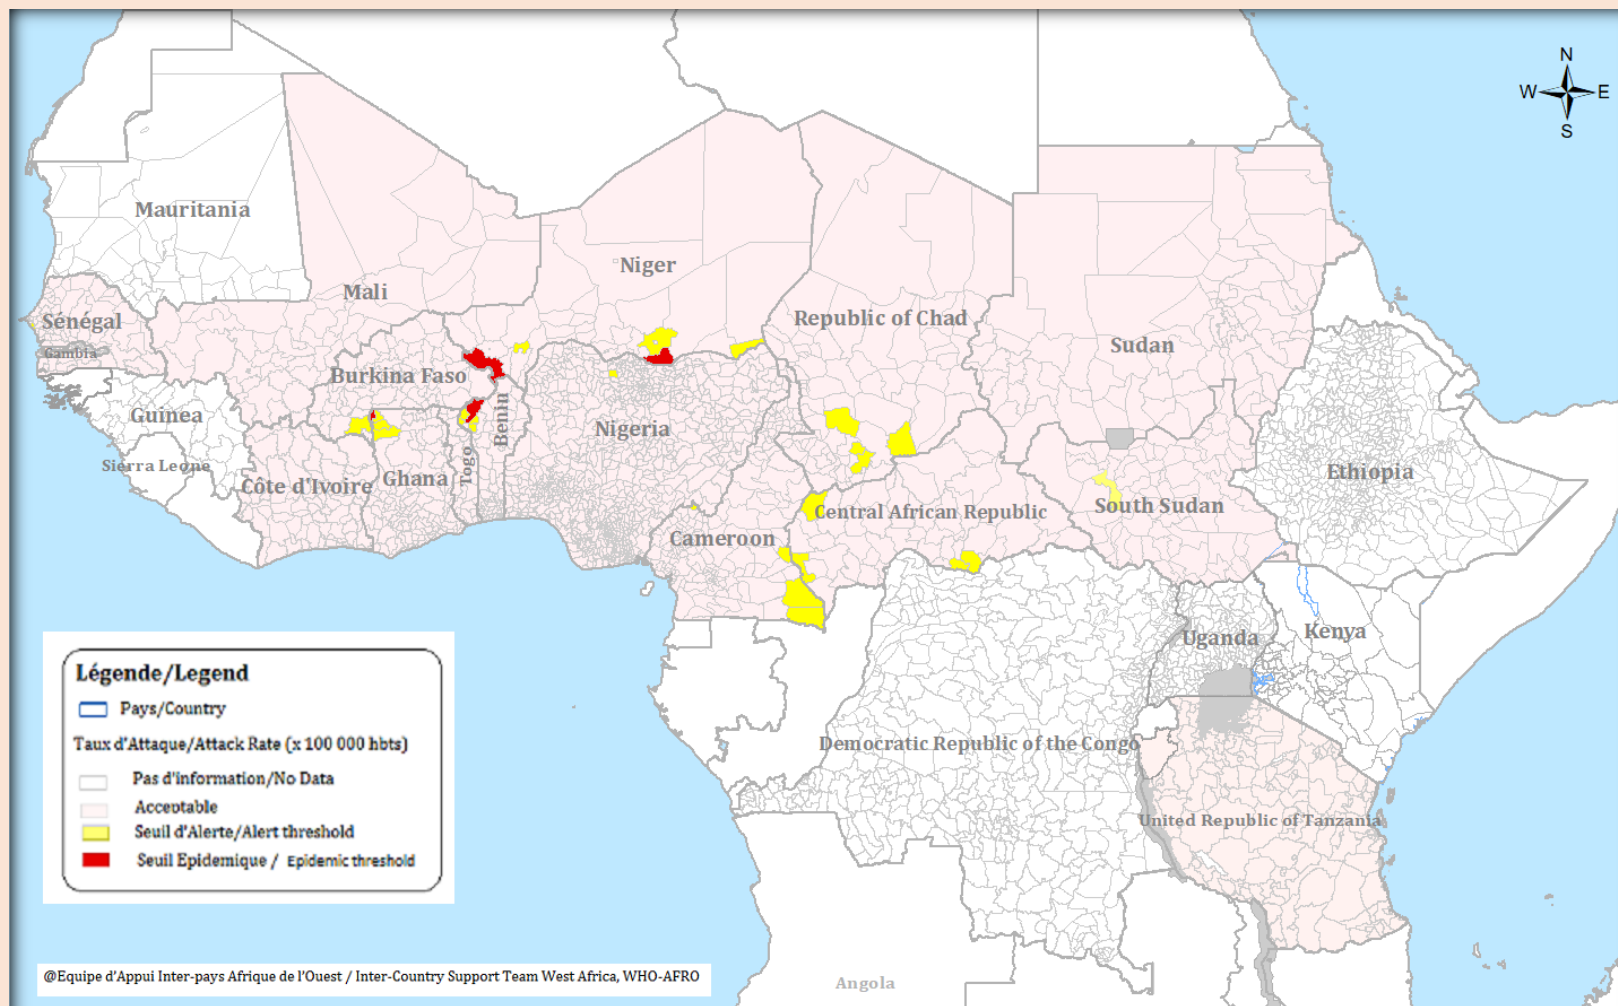 N
W E
S
Mauritania
Niger
Mali
Republic of Chad
Sénégal
Sudan
Gambia
Burkina Faso
Guinea
Benin
Nigeria
Sierra Leone
Togo
Ghana
Côte d'Ivoire
Ethiopia
South Sudan
Central African Republic
Cameroon
Uganda
Kenya
Democratic Republic of the Congo
United Republic of Tanzania
Angola
Légende/Legend
Pays/Country
Taux d'Attaque/Attack Rate (x 100 000 hbts)
Pas d'information/No Data
Acceptable
Seuil d'Alerte/Alert threshold
Seuil Epidemique / Epidemic threshold
@Equipe d'Appui Inter-pays Afrique de l'Ouest / Inter-Country Support Team West Africa, WHO-AFRO